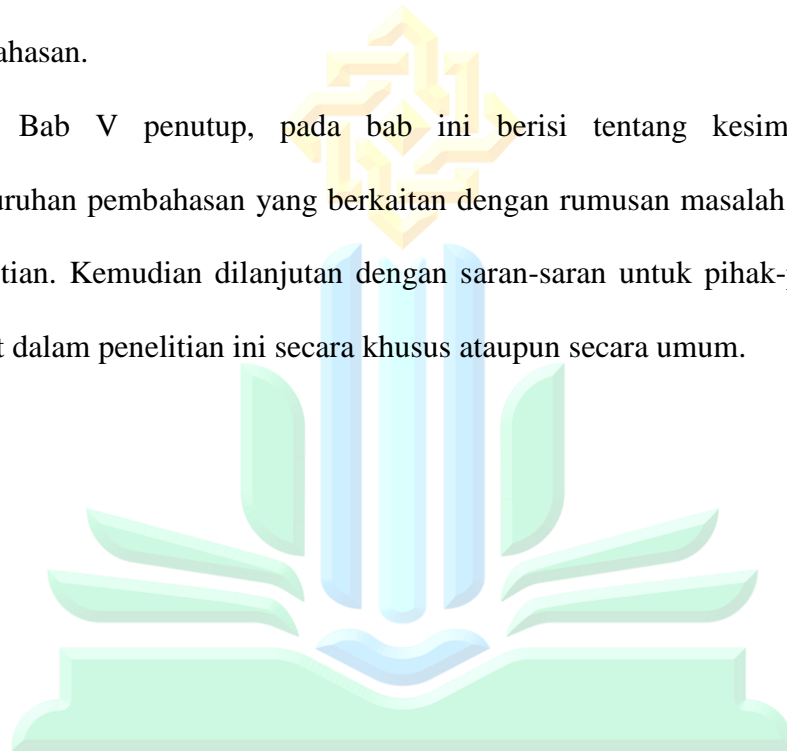 ahasan.
Bab V penutup, pada bab ini berisi tentang kesim
uruhan pembahasan yang berkaitan dengan rumusan masalah
tian. Kemudian dilanjutan dengan saran-saran untuk pihak-
t dalam penelitian ini secara khusus ataupun secara umum.